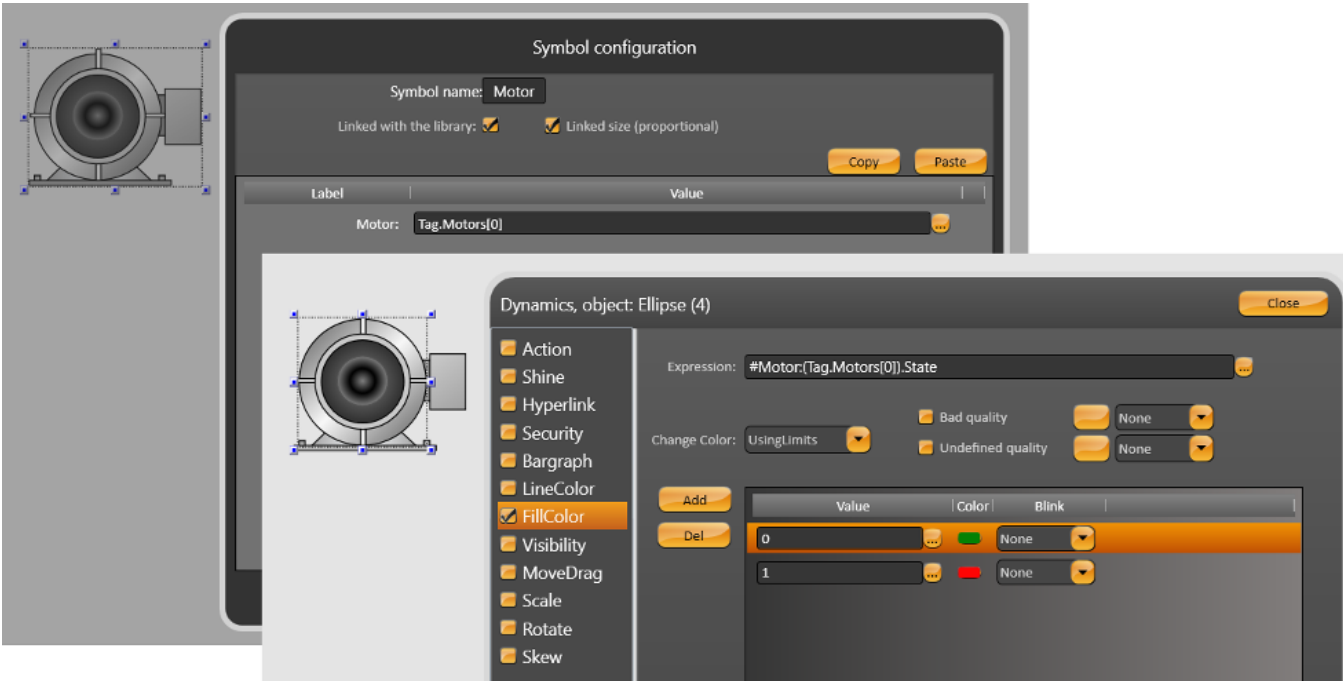 Symbol configuration
Symbol name: Motor
Linked with the library: Linked size (proportional)
Copy Paste
Label Value
Motor: Tag.Motors[0] ...
Dynamics, object: Ellipse (4) Close
Action
Shine
Hyperlink
Security
Bargraph
LineColor
FillColor
Visibility
MoveDrag
Scale
Rotate
Skew
Expression: #Motor:(Tag.Motors[0]).State ...
Bad quality None
Change Color: UsingLimits
Undefined quality None
Add
Del
Value Color Blink
0 ... None
1 ... None